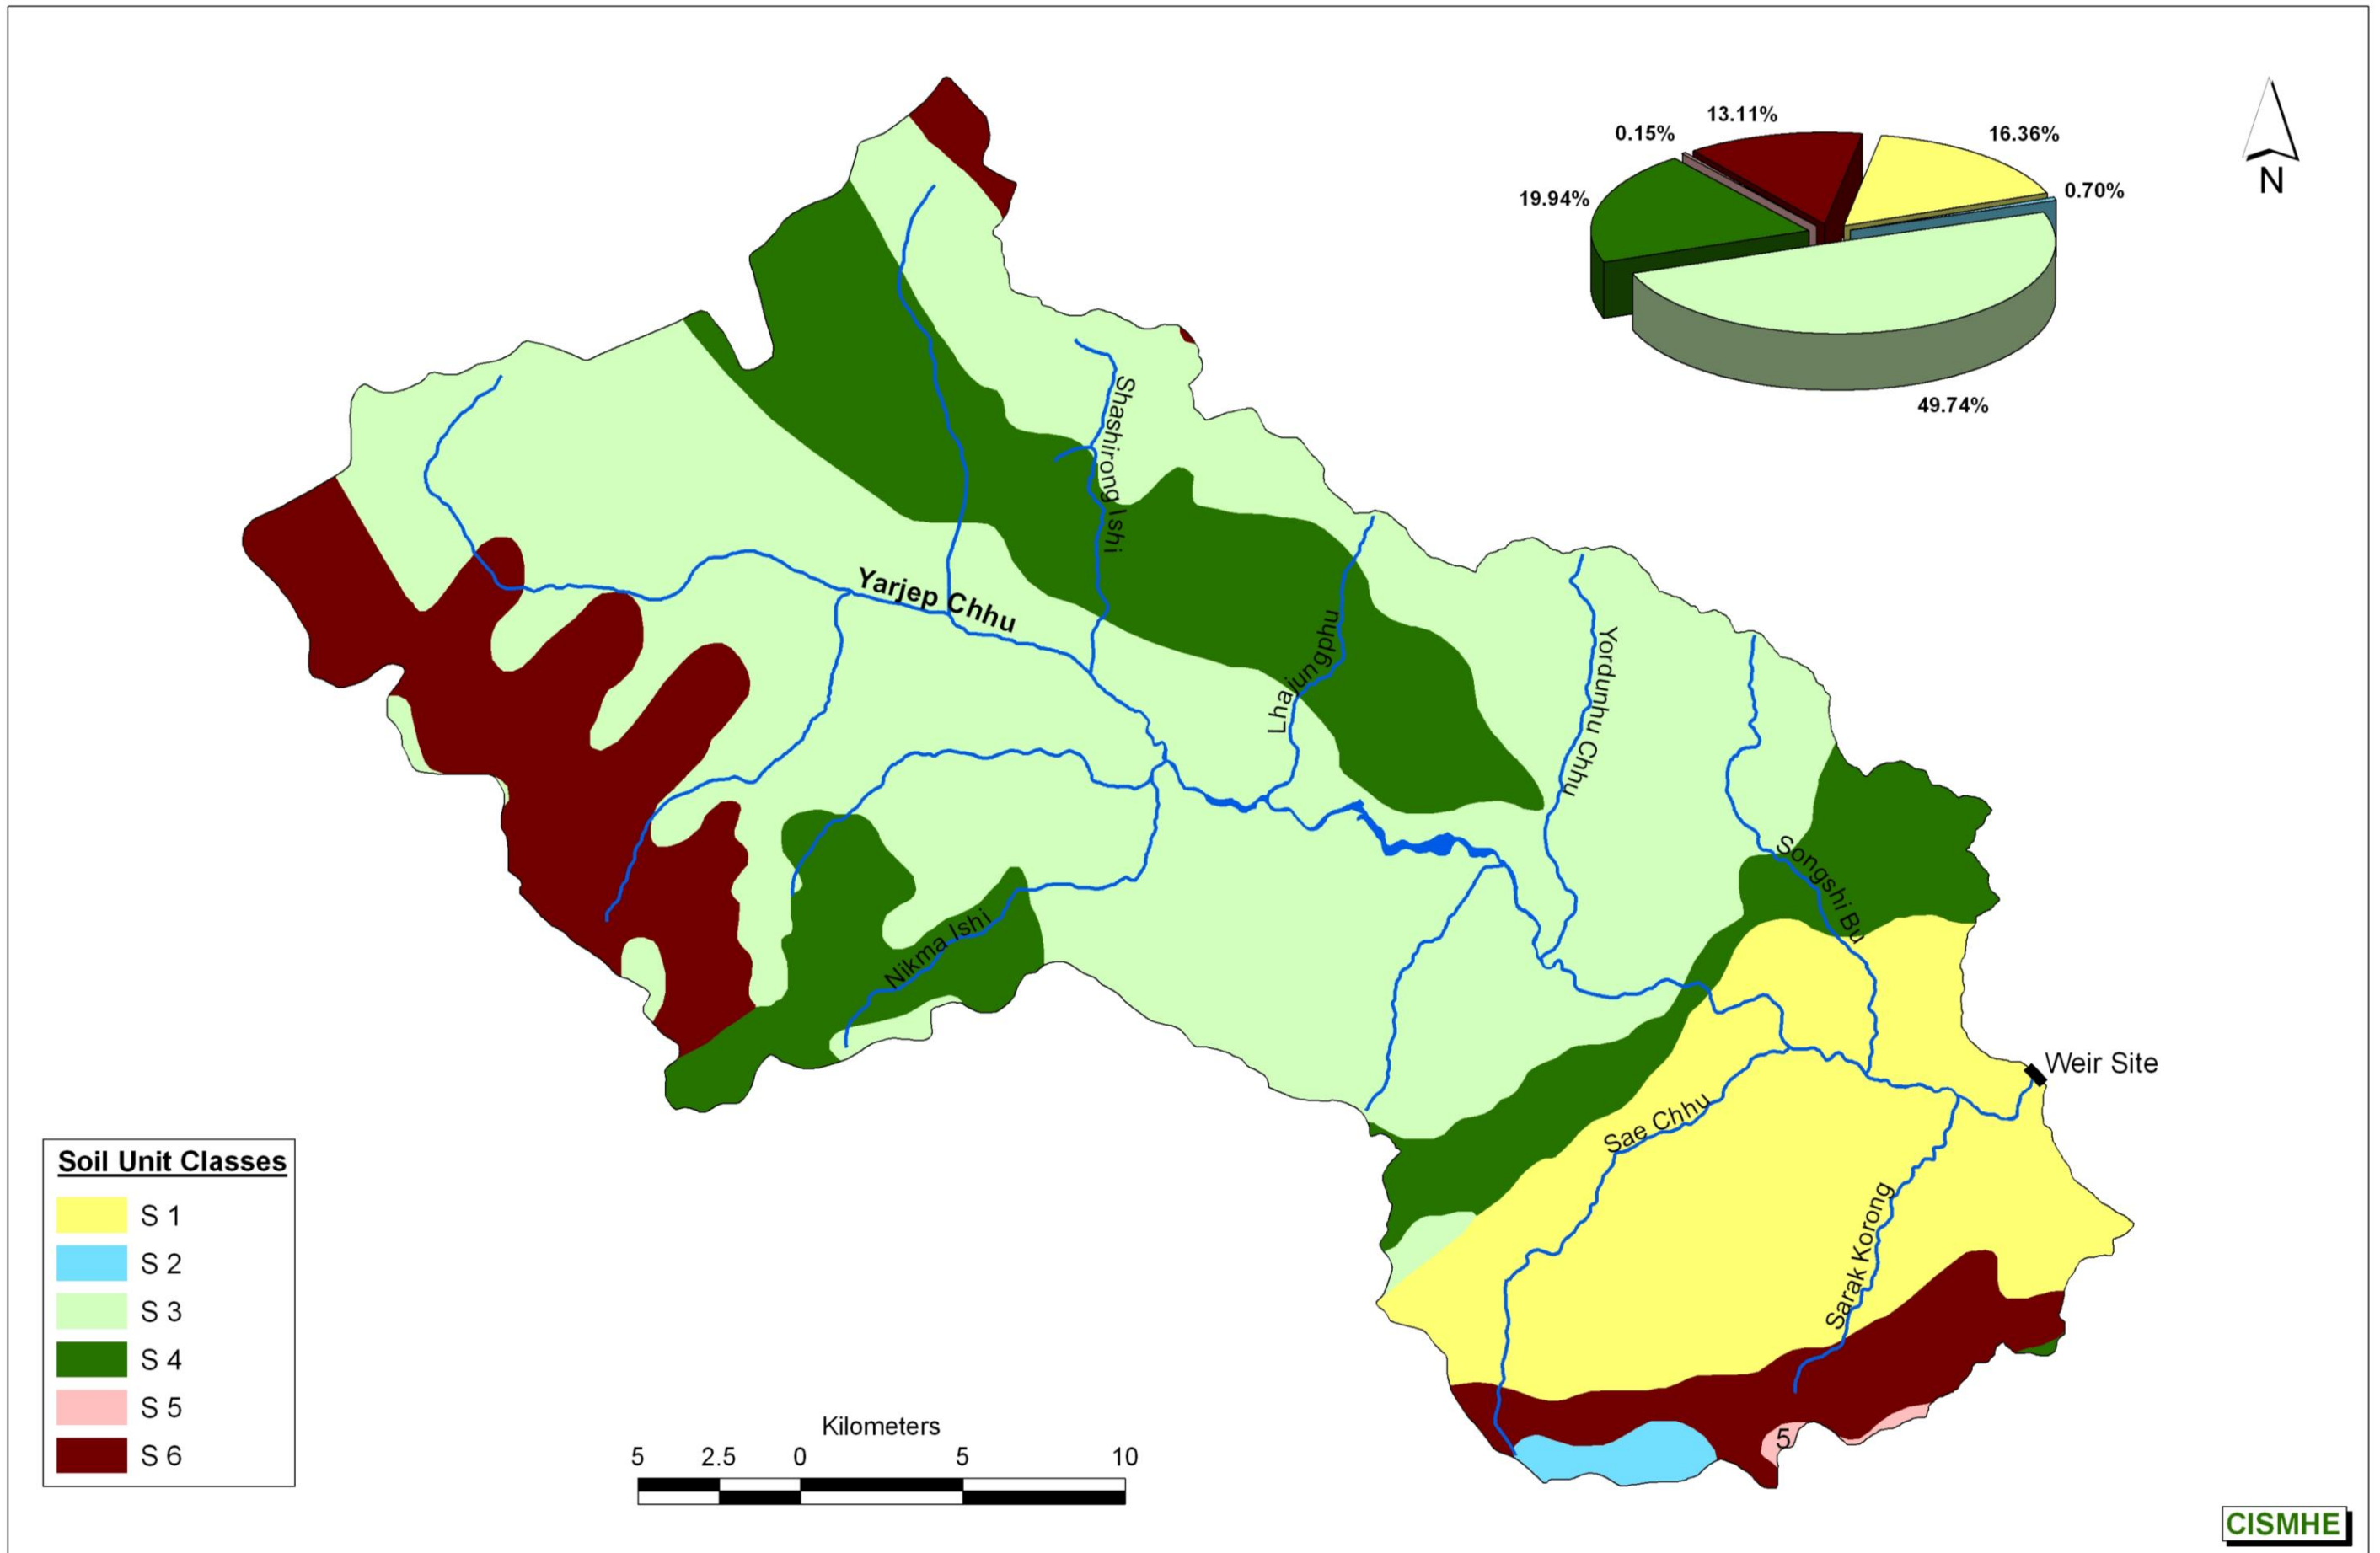 13.11%
0.15%
16.36%
19.94%
0.70%
49.74%
N
Shashirong Ishi
Yarjep Chhu
Lhajungphu
Yordunhu Chhu
Songshi Bu
Nikma Ishi
Weir Site
Sae Chhu
Sarak Korong
5
Soil Unit Classes
S 1
S 2
S 3
S 4
S 5
S 6
Kilometers
5 2.5 0 5 10
CISMHE